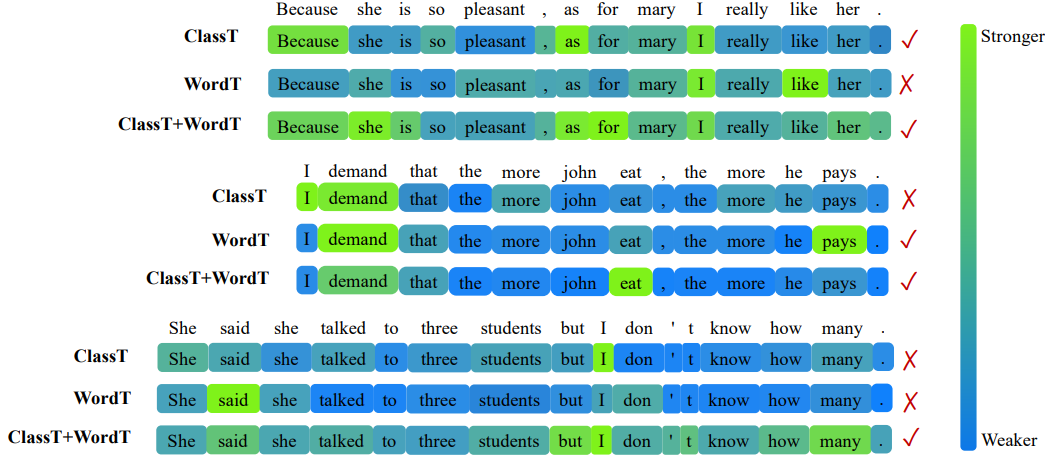 Because she is so pleasant , as for mary I really like her .
ClassT Because she is so pleasant , as for mary I really like her . ✓
Stronger
WordT Because she is so pleasant , as for mary I really like her . ✗
ClassT+WordT Because she is so pleasant , as for mary I really like her . ✓
I demand that the more john eat , the more he pays .
ClassT I demand that the more john eat , the more he pays . ✗
WordT I demand that the more john eat , the more he pays . ✓
ClassT+WordT I demand that the more john eat , the more he pays . ✓
She said she talked to three students but I don ' t know how many .
ClassT She said she talked to three students but I don ' t know how many . ✗
WordT She said she talked to three students but I don ' t know how many . ✗
ClassT+WordT She said she talked to three students but I don ' t know how many . ✓
Weaker